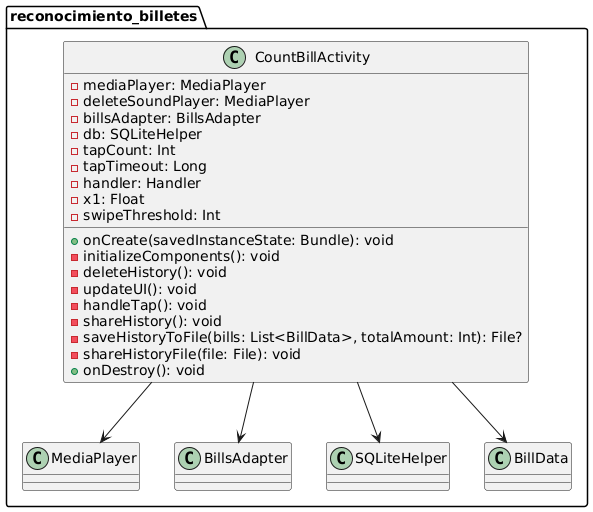 reconocimiento_billetes
C CountBillActivity
mediaPlayer: MediaPlayer
deleteSoundPlayer: MediaPlayer
billsAdapter: BillsAdapter
db: SQLiteHelper
tapCount: Int
tapTimeout: Long
handler: Handler
x1: Float
swipeThreshold: Int
onCreate(savedInstanceState: Bundle): void
initializeComponents(): void
deleteHistory(): void
updateUI(): void
handleTap(): void
shareHistory(): void
saveHistoryToFile(bills: List<BillData>, totalAmount: Int): File?
shareHistoryFile(file: File): void
onDestroy(): void
C MediaPlayer
C BillsAdapter
C SQLiteHelper
C BillData